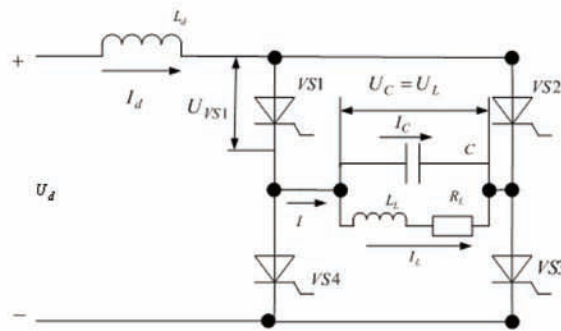 L_d
+
I_d
U_VS1
VS1
U_C = U_L
VS2
I_C
C
U_d
I
L_L
R_L
I_L
VS4
VS3
−